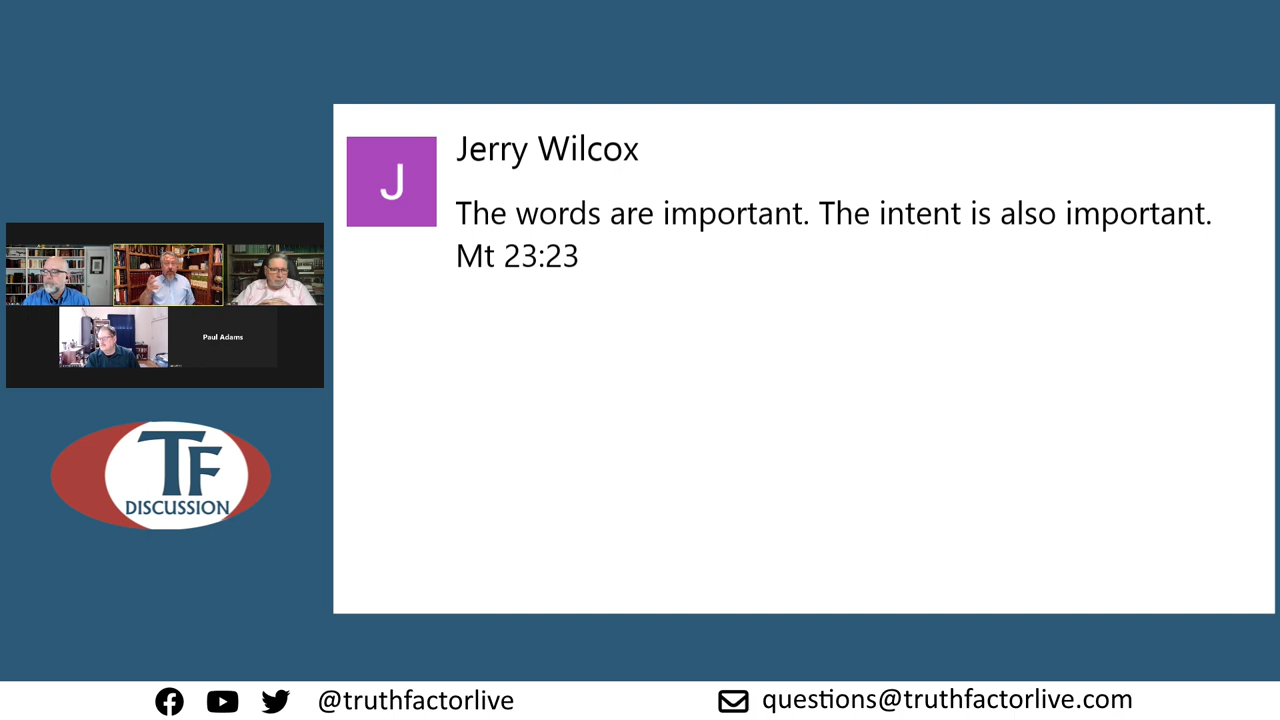 Jerry Wilcox
J
The words are important. The intent is also important.
Mt 23:23
Paul Adams
TF
DISCUSSION
@truthfactorlive
questions@truthfactorlive.com